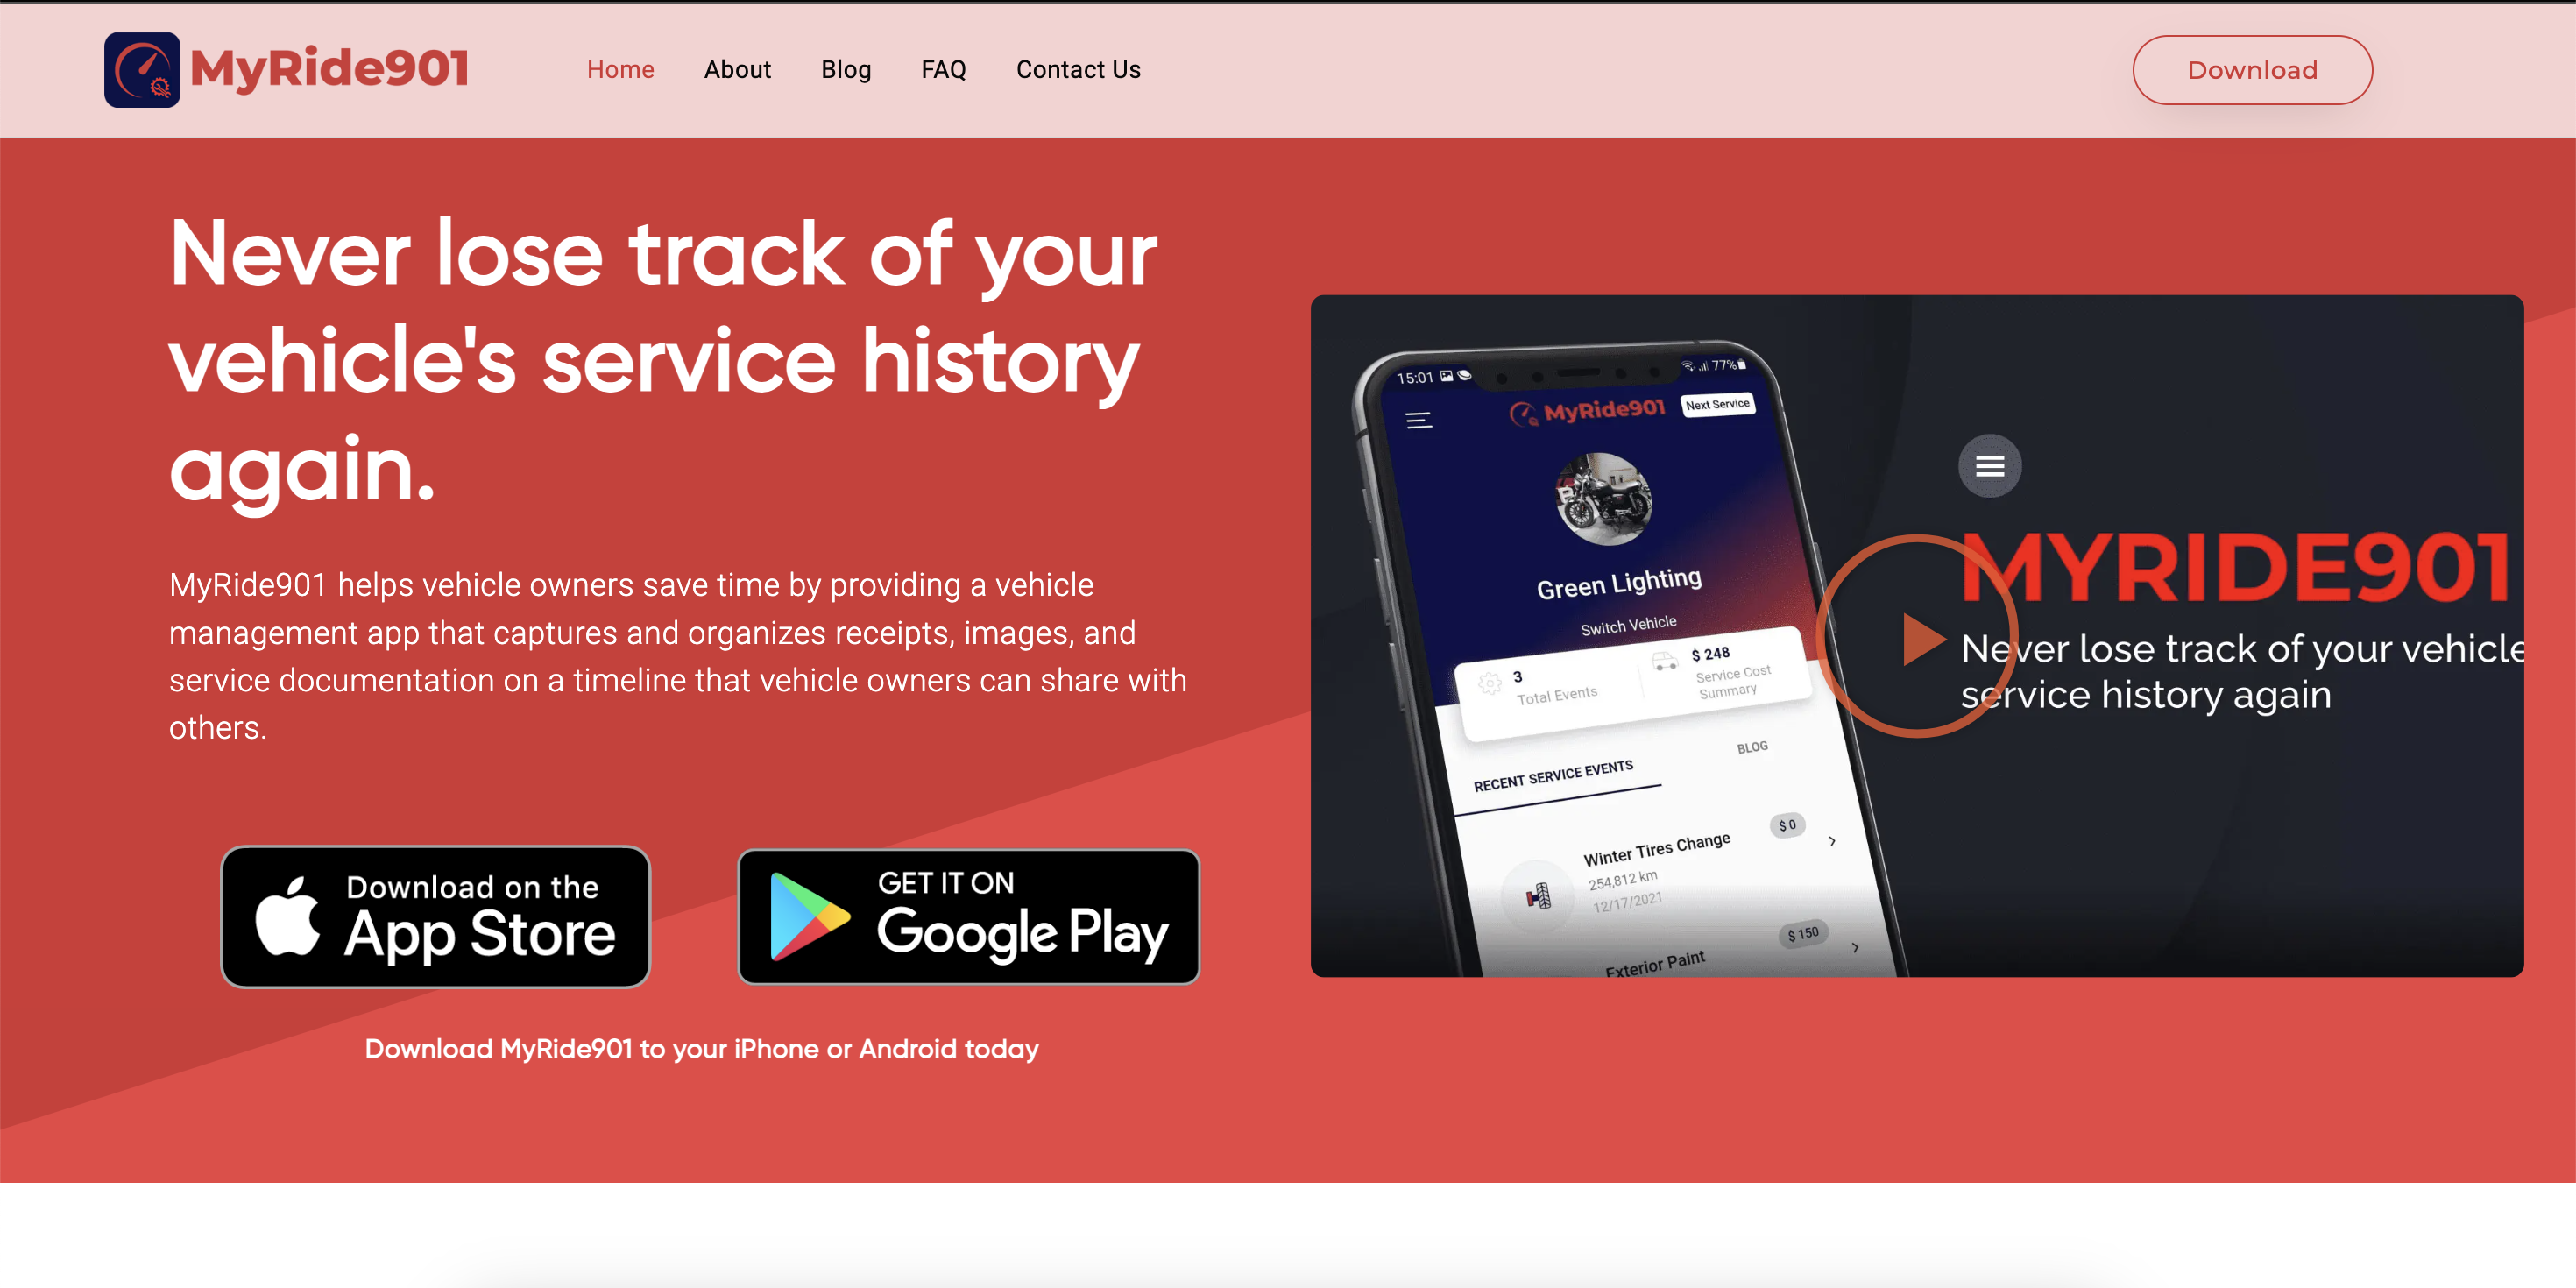 MyRide901
Home
About
Blog
FAQ
Contact Us
Download
Never lose track of your
vehicle's service history
again.
MyRide901 helps vehicle owners save time by providing a vehicle
management app that captures and organizes receipts, images, and
service documentation on a timeline that vehicle owners can share with
others.
Download on the
App Store
GET IT ON
Google Play
Download MyRide901 to your iPhone or Android today
15:01
77%
MyRide901
Next Service
Green Lighting
Switch Vehicle
3
Total Events
$ 248
Service Cost
Summary
RECENT SERVICE EVENTS
BLOG
Winter Tires Change
$ 0
254,812 km
12/17/2021
Exterior Paint
$ 150
MYRIDE901
Never lose track of your vehicle
service history again